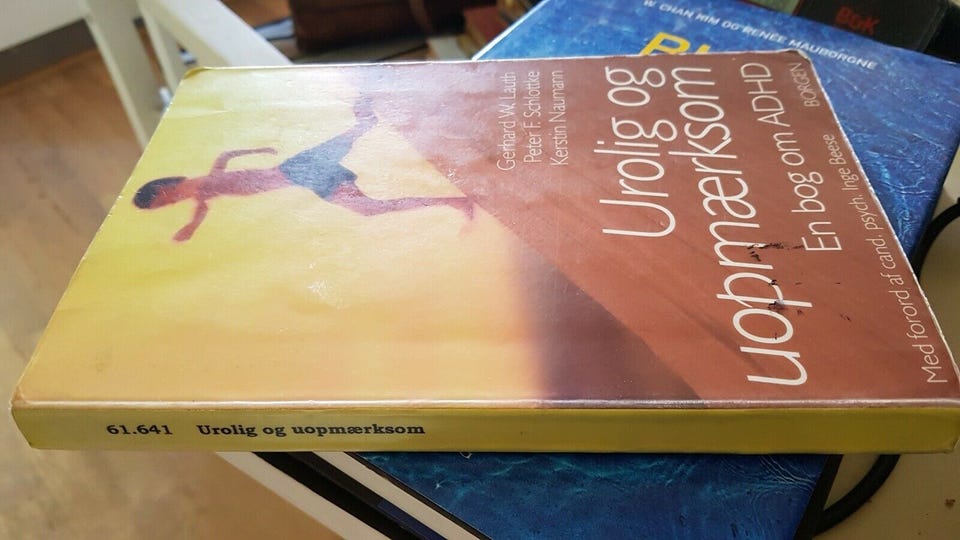 Gerhard W. Lauth
Peter F. Schlottke
Kerstin Naumann
Urolig og
uopmærksom
En bog om ADHD
Med forord af cand. psych. Inge Beese
BORGEN
61.641 Urolig og uopmærksom
W. CHAN KIM OG RENÉE MAUBORGNE